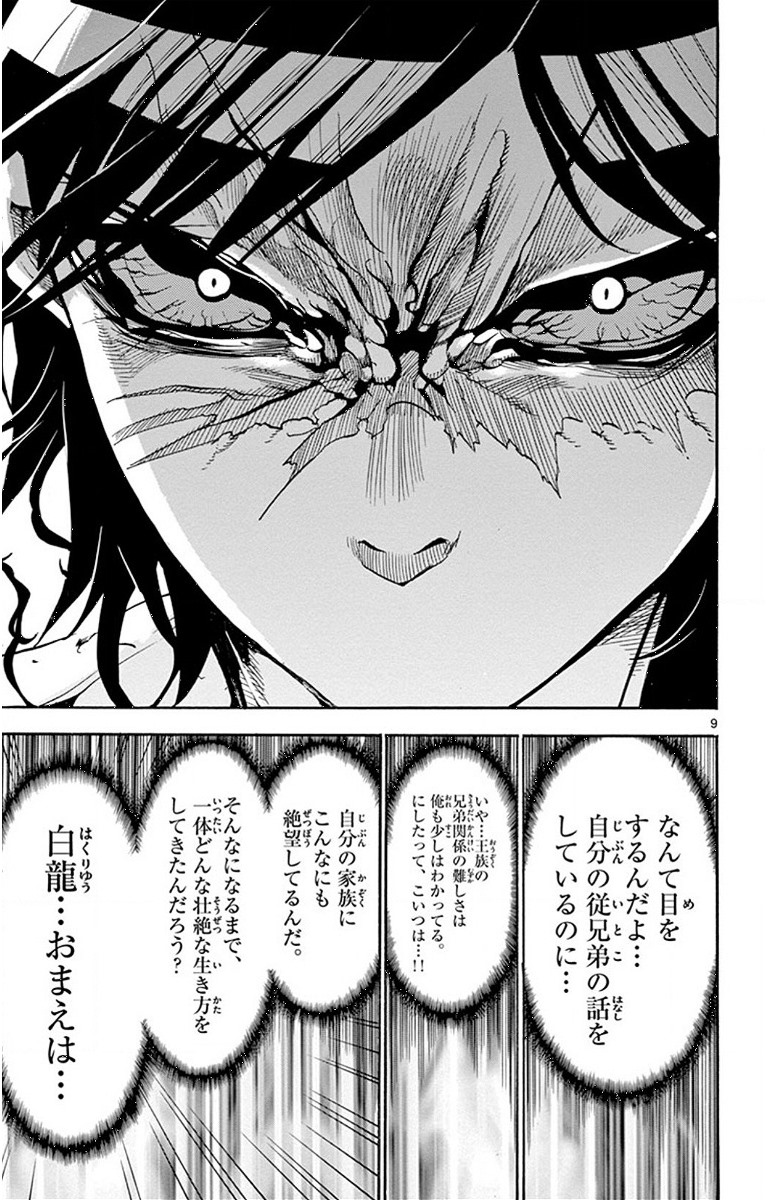 9
なんて目を
するんだよ…
自分の従兄弟の話を
しているのに…
いや…王族の
兄弟関係の難しさは
俺も少しはわかってる。
にしたって、こいつは…!!
自分の家族に
こんなにも
絶望してるんだ。
そんなになるまで、
一体どんな壮絶な生き方を
してきたんだろう?
白龍…おまえは…